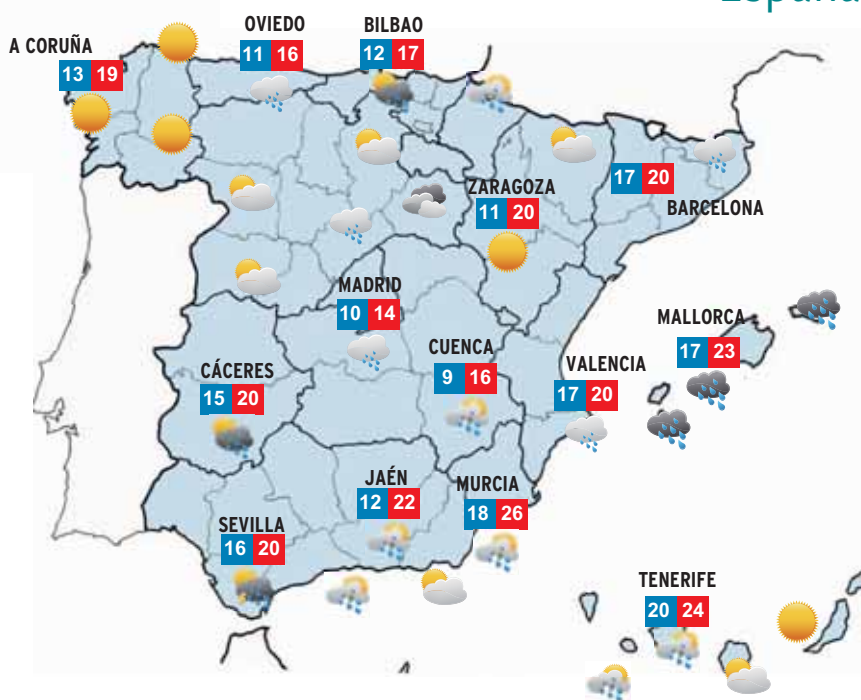 España
OVIEDO
11 16
BILBAO
12 17
A CORUÑA
13 19
ZARAGOZA
11 20
17 20
BARCELONA
MADRID
10 14
MALLORCA
17 23
CUENCA
9 16
VALENCIA
17 20
CÁCERES
15 20
JAÉN
12 22
MURCIA
18 26
SEVILLA
16 20
TENERIFE
20 24